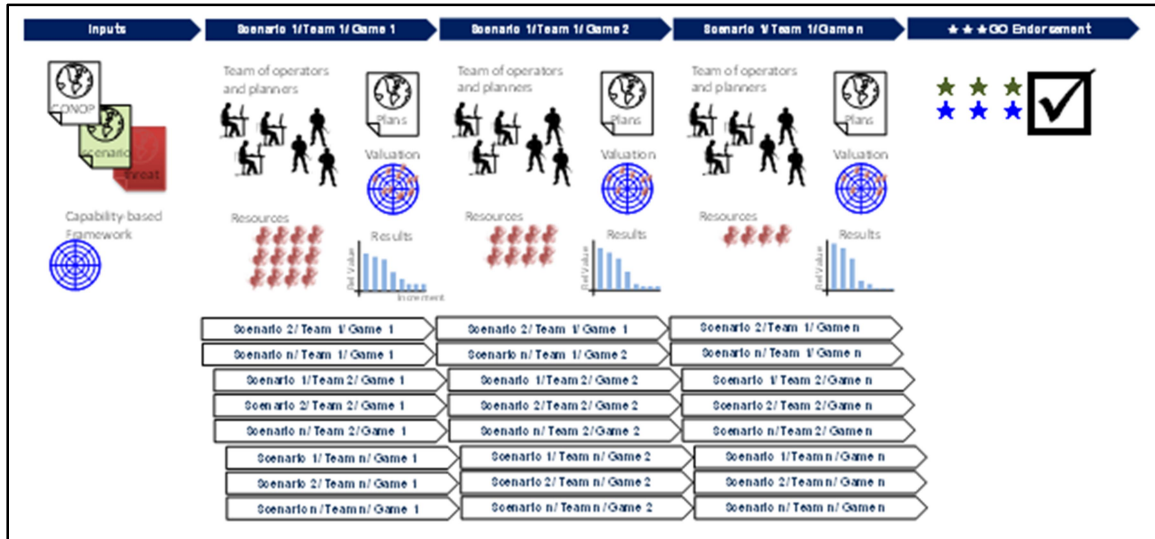 Inputs
Scenario 1/Team 1/Game 1
Scenario 1/Team 1/Game 2
Scenario 1/Team 1/Game n
★★★GO Endorsement
CONOP
scenario
threat
Capability-based
Framework
Team of operators
and planners
Plans
Valuation
Resources
Results
Rel Value
Increment
Team of operators
and planners
Plans
Valuation
Resources
Results
Rel Value
Team of operators
and planners
Plans
Valuation
Resources
Results
Rel Value
Scenario 2/ Team 1/ Game 1
Scenario 2/ Team 1/ Game 1
Scenario 2/ Team 1/ Game n
Scenario n/ Team 1/ Game 1
Scenario n/ Team 1/ Game 2
Scenario n/ Team 1/ Game n
Scenario 1/ Team 2/ Game 1
Scenario 1/ Team 2/ Game 2
Scenario 1/ Team 2/ Game n
Scenario 2/ Team 2/ Game 1
Scenario 2/ Team 2/ Game 2
Scenario 2/ Team 2/ Game n
Scenario n/ Team 2/ Game 1
Scenario n/ Team 2/ Game 2
Scenario n/ Team 2/ Game n
Scenario 1/ Team n/ Game 1
Scenario 1/ Team n/ Game 2
Scenario 1/ Team n/ Game n
Scenario 2/ Team n/ Game 1
Scenario 2/ Team n/ Game 2
Scenario 2/ Team n/ Game n
Scenario n/ Team n/ Game 1
Scenario n/ Team n/ Game 2
Scenario n/ Team n/ Game n